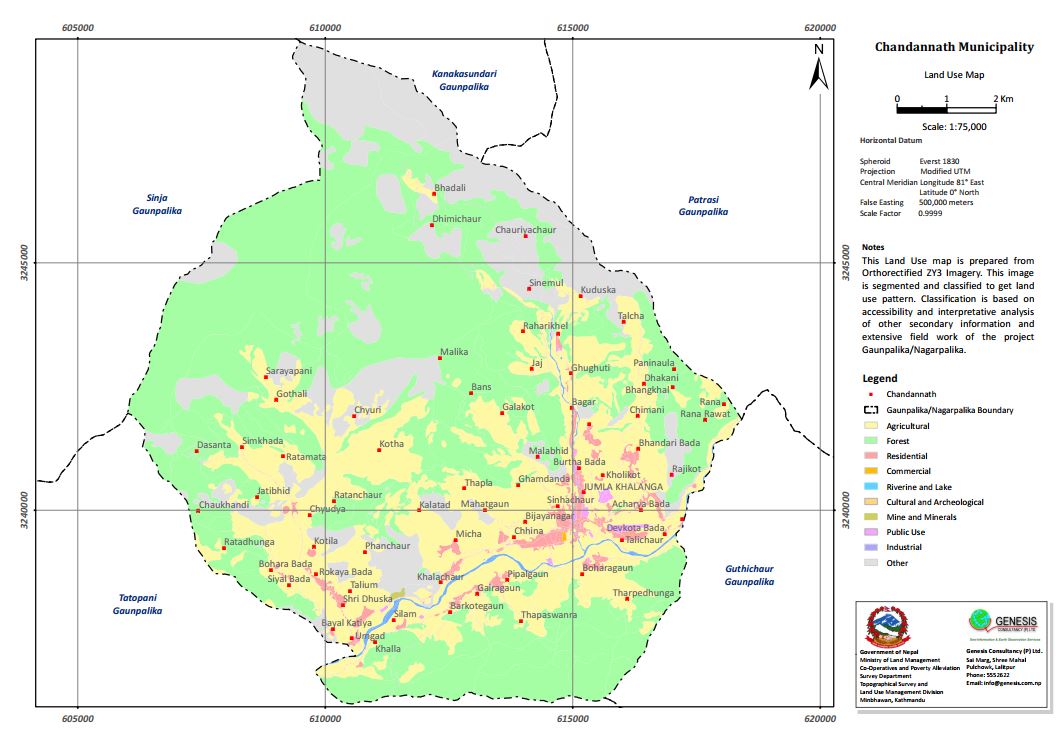 605000
610000
615000
620000
N
Kanakasundari
Gaunpalika
Sinja
Gaunpalika
Patrasi
Gaunpalika
Bhadali
Dhimichaur
Chauriyachaur
3245000
3245000
Sinemul
Kuduska
Talcha
Raharikhel
Malika
Jaj
Ghughuti
Paninaula
Sarayapani
Dhakani
Bhangkhal
Gothali
Bans
Rana
Chyuri
Galakot
Bagar
Chimani
Rana Rawat
Dasanta
Simkhada
Kotha
Bhandari Bada
Ratamata
Malabhid
Burtha Bada
Rajikot
Kholikot
Jatibhid
Ratanchaur
Thapla
Ghamdanda
JUMLA KHALANGA
Chaukhandi
Chyudya
Kalatad
Mahatgaun
Sinhachaur
Acharya Bada
3240000
3240000
Bijayanagar
Chhina
Devkota Bada
Ratadhunga
Kotila
Phanchaur
Micha
Talichaur
Bohara Bada
Rokaya Bada
Siyal Bada
Talium
Khalachaur
Pipalgaun
Boharagaun
Guthichaur
Gaunpalika
Shri Dhuska
Gairagaun
Tharpedhunga
Tatopani
Gaunpalika
Silam
Barkotegaun
Thapaswanra
Bayal Katiya
Umgad
Khalla
605000
610000
615000
620000
Chandannath Municipality
Land Use Map
0 1 2 Km
Scale: 1:75,000
Horizontal Datum
Spheroid Everst 1830
Projection Modified UTM
Central Meridian Longitude 81° East
Latitude 0° North
False Easting 500,000 meters
Scale Factor 0.9999
Notes
This Land Use map is prepared from
Orthorectified ZY3 Imagery. This image
is segmented and classified to get land
use pattern. Classification is based on
accessibility and interpretative analysis
of other secondary information and
extensive field work of the project
Gaunpalika/Nagarpalika.
Legend
Chandannath
Gaunpalika/Nagarpalika Boundary
Agricultural
Forest
Residential
Commercial
Riverine and Lake
Cultural and Archeological
Mine and Minerals
Public Use
Industrial
Other
Government of Nepal
Ministry of Land Management
Co-Operatives and Poverty Alleviation
Survey Department
Topographical Survey and
Land Use Management Division
Minbhawan, Kathmandu
GENESIS
CONSULTANCY (P) LTD.
Genesis Consultancy (P) Ltd.
Sai Marg, Shree Mahal
Pulchowk, Lalitpur
Phone: 5552622
Email: info@genesis.com.np